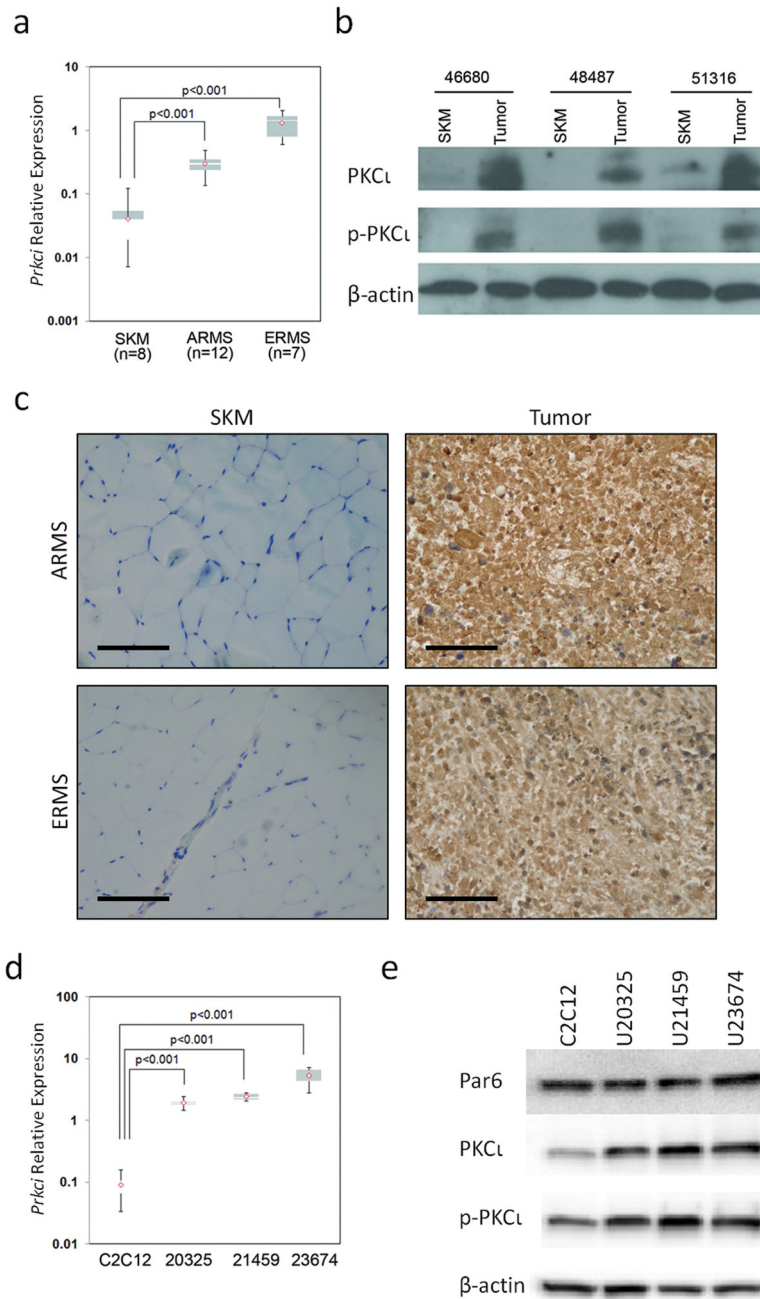 a
b
10
1
0.1
0.01
0.001
Prkci Relative Expression
p<0.001
p<0.001
SKM
(n=8)
ARMS
(n=12)
ERMS
(n=7)
46680
48487
51316
SKM
Tumor
SKM
Tumor
SKM
Tumor
PKCι
p-PKCι
β-actin
c
SKM
Tumor
ARMS
ERMS
d
100
10
1
0.1
0.01
Prkci Relative Expression
p<0.001
p<0.001
p<0.001
C2C12
20325
21459
23674
e
C2C12
U20325
U21459
U23674
Par6
PKCι
p-PKCι
β-actin